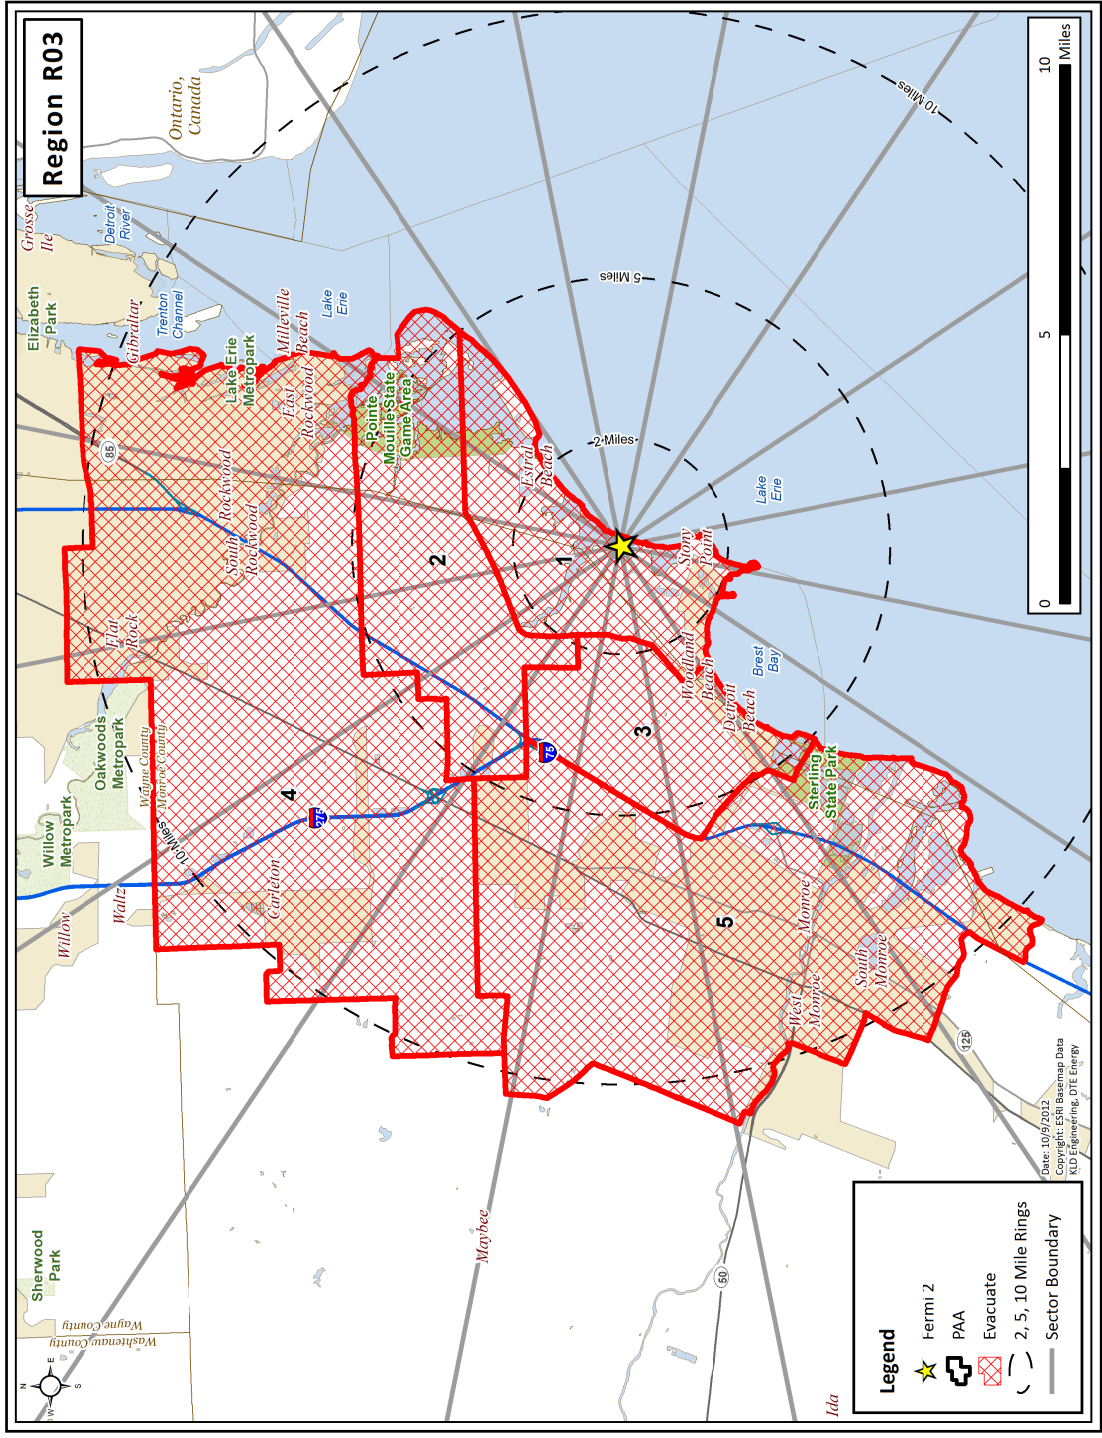 Region R03
Ontario,
Canada
Grosse
Ile
Detroit
River
Elizabeth
Park
Gibraltar
Trenton
Channel
Lake Erie
Metropark
Milleville
Beach
Lake
Erie
East
Rockwood
Pointe
Mouille State
Game Area
85
South Rockwood
Rockwood
Estral
Beach
Flat
Rock
2
1
Stony
Point
Lake
Erie
2 Miles
5 Miles
10 Miles
Oakwoods
Metropark
Willow
Metropark
Wayne County
Monroe County
10 Miles
4
275
75
3
Woodland
Beach
Detroit
Beach
Brest
Bay
Sterling
State Park
Willow
Waltz
Carleton
5
Monroe
West
Monroe
South
Monroe
125
50
Maybee
Ida
Sherwood
Park
Wayne County
Washtenaw County
N
E
S
W
0
5
10
Miles
Legend
Fermi 2
PAA
Evacuate
2, 5, 10 Mile Rings
Sector Boundary
Date: 10/9/2012
Copyright: ESRI Basemap Data
KLD Engineering, DTE Energy